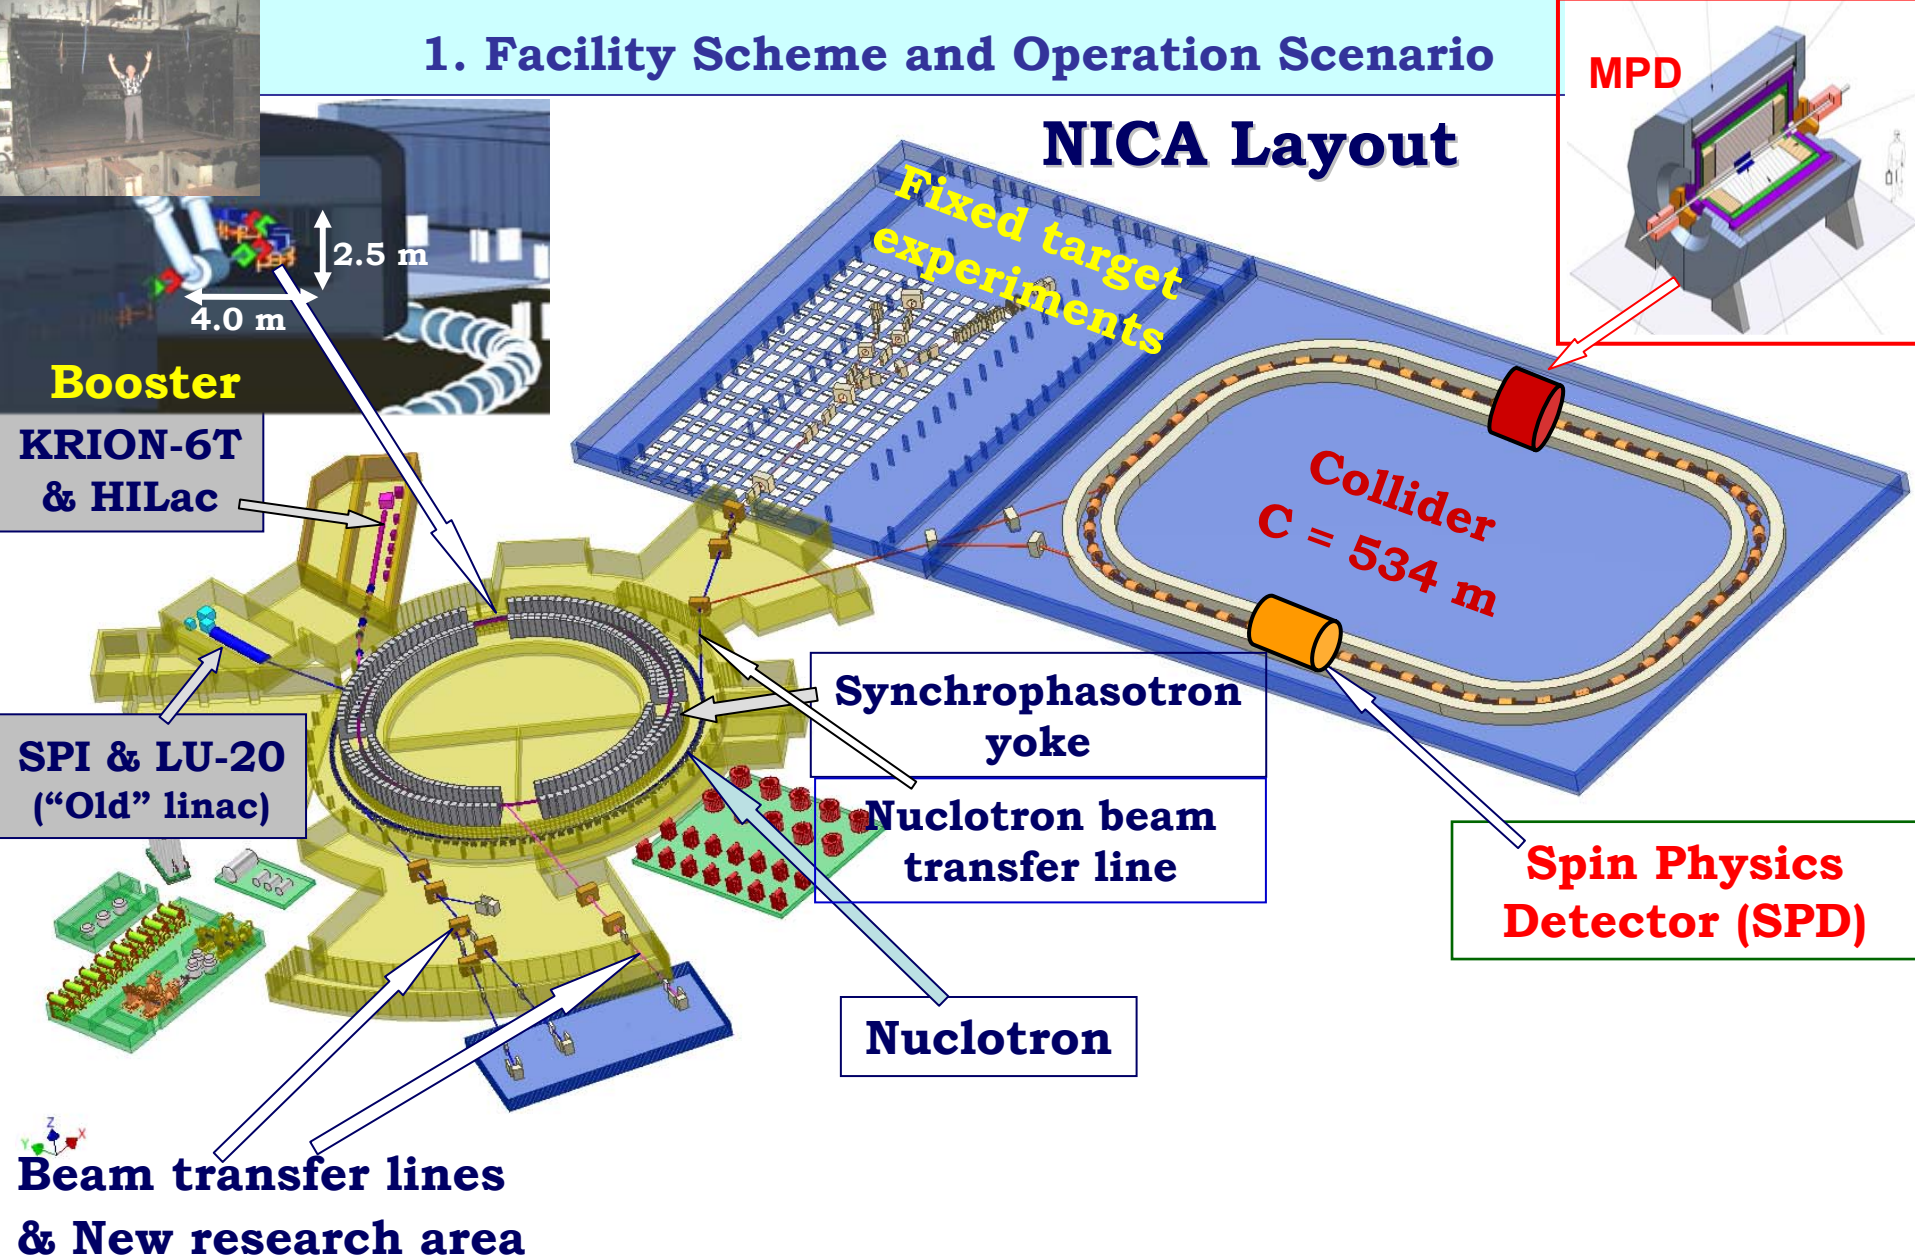 1. Facility Scheme and Operation Scenario
MPD
NICA Layout
Fixed target
experiments
2.5 m
4.0 m
Booster
KRION-6T
& HILac
Collider
C = 534 m
SPI & LU-20
(“Old” linac)
Synchrophasotron
yoke
Nuclotron beam
transfer line
Spin Physics
Detector (SPD)
Nuclotron
Z
Y
X
Beam transfer lines
& New research area